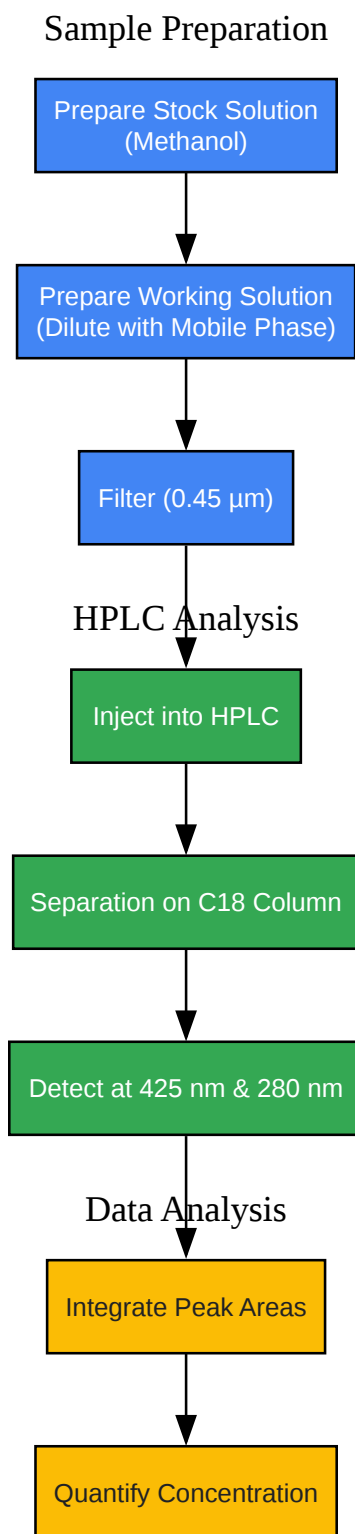 Sample Preparation
Prepare Stock Solution
(Methanol)
Prepare Working Solution
(Dilute with Mobile Phase)
Filter (0.45 µm)
HPLC Analysis
Inject into HPLC
Separation on C18 Column
Detect at 425 nm & 280 nm
Data Analysis
Integrate Peak Areas
Quantify Concentration